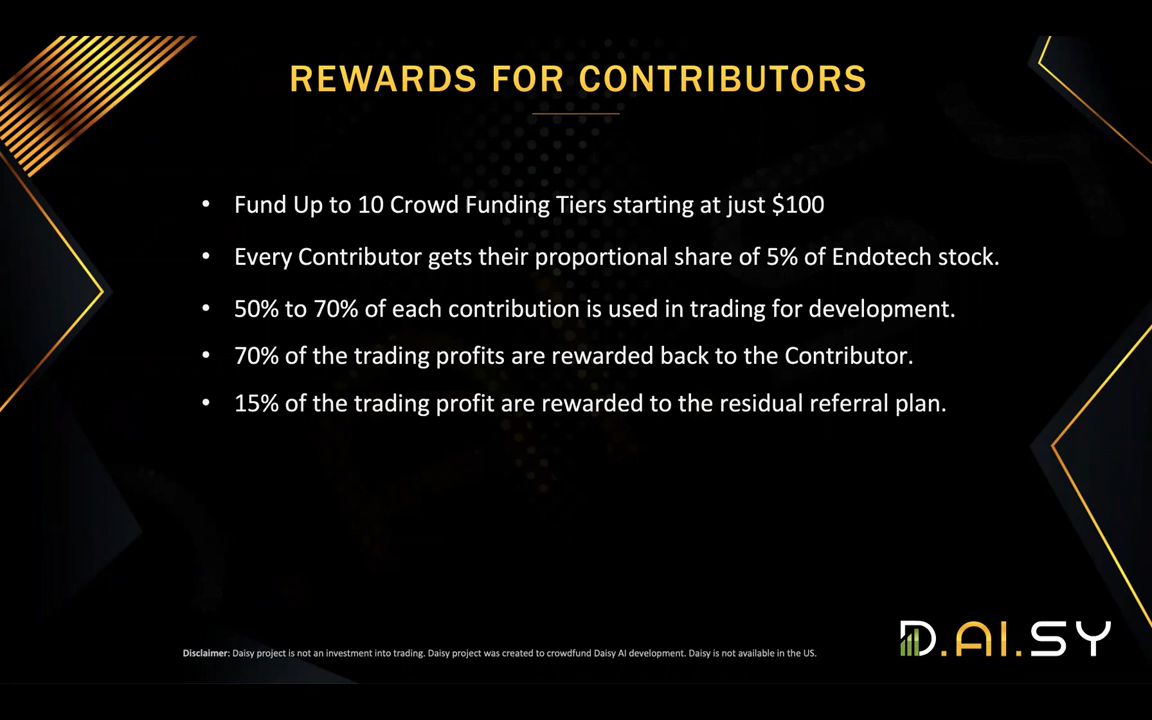 REWARDS FOR CONTRIBUTORS
• Fund Up to 10 Crowd Funding Tiers starting at just $100
• Every Contributor gets their proportional share of 5% of Endotech stock.
• 50% to 70% of each contribution is used in trading for development.
• 70% of the trading profits are rewarded back to the Contributor.
• 15% of the trading profit are rewarded to the residual referral plan.
D.AI.SY
Disclaimer: Daisy project is not an investment into trading. Daisy project was created to crowdfund Daisy AI development. Daisy is not available in the US.